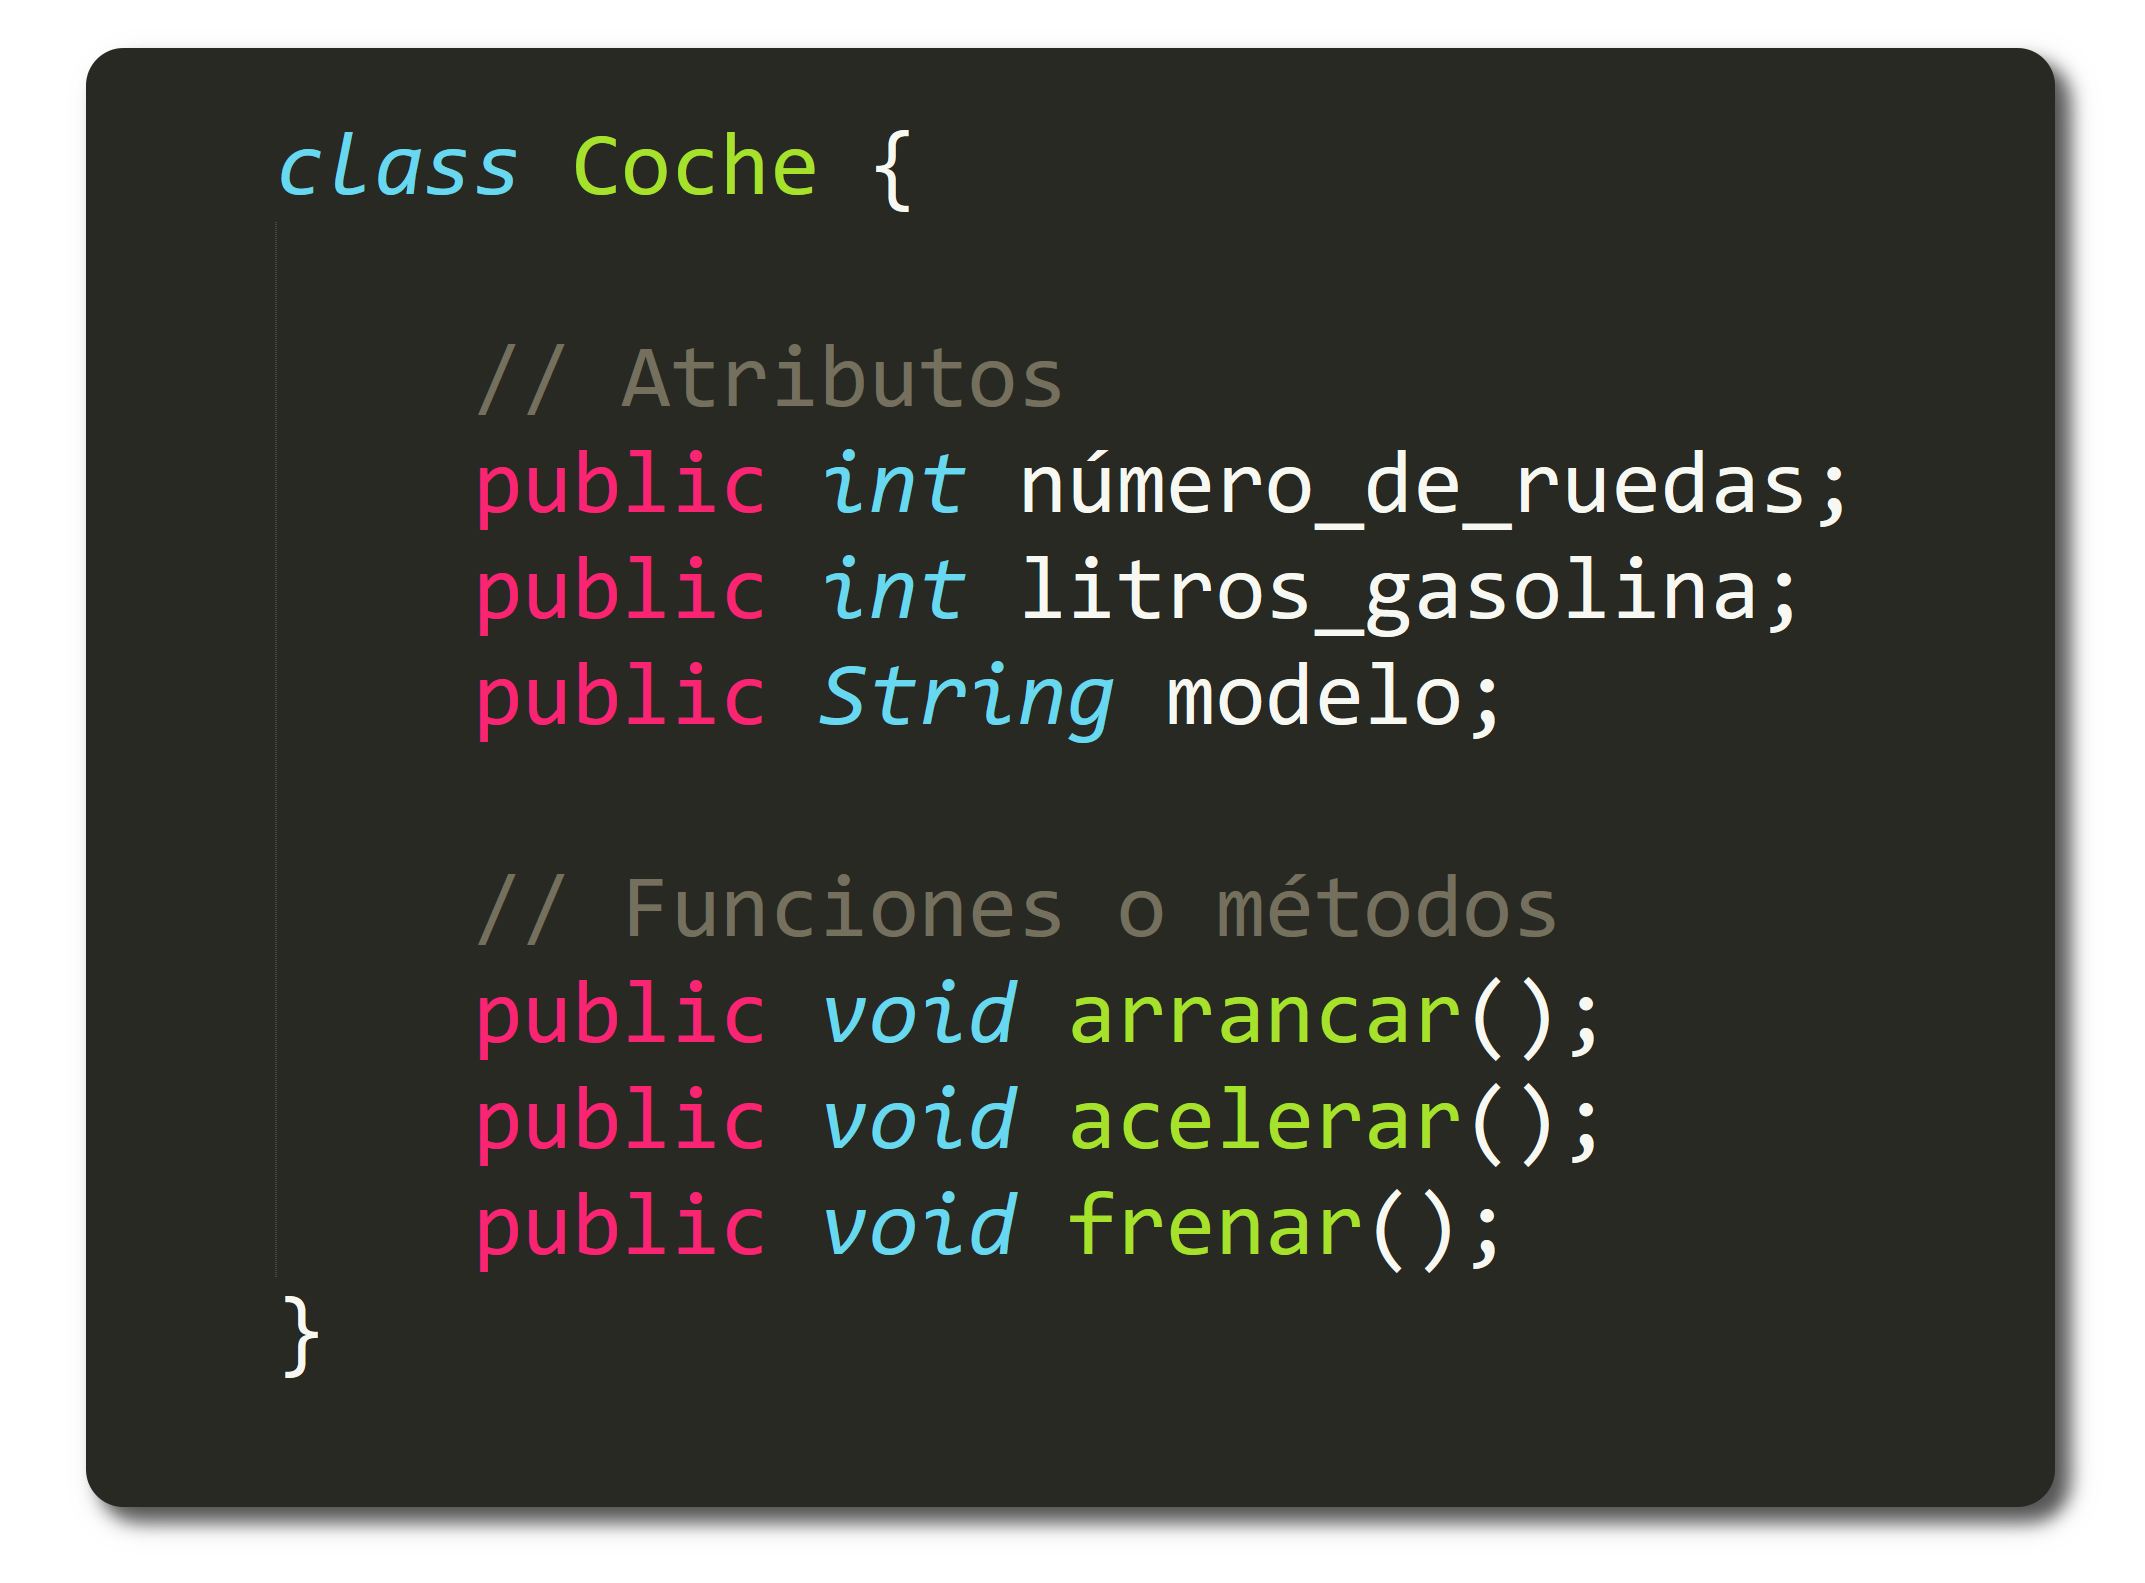 class Coche {
// Atributos
public int número_de_ruedas;
public int litros_gasolina;
public String modelo;
// Funciones o métodos
public void arrancar();
public void acelerar();
public void frenar();
}